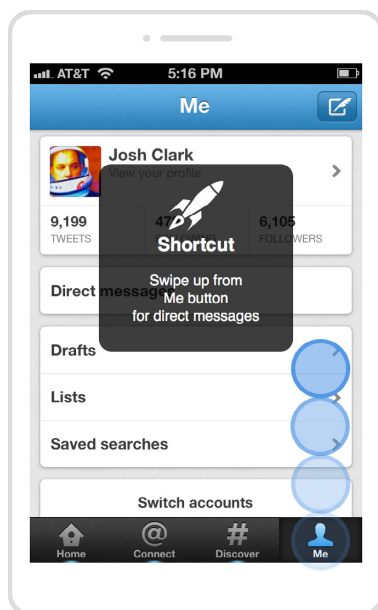 AT&T 5:16 PM
Me
Josh Clark
View your profile
9,199 47 6,105
TWEETS FOLLOWERS
Shortcut
Direct messages
Swipe up from
Me button
for direct messages
Drafts
Lists
Saved searches
Switch accounts
Home Connect Discover Me